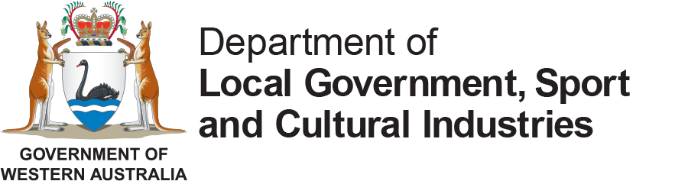 Department of
Local Government, Sport
and Cultural Industries
GOVERNMENT OF
WESTERN AUSTRALIA